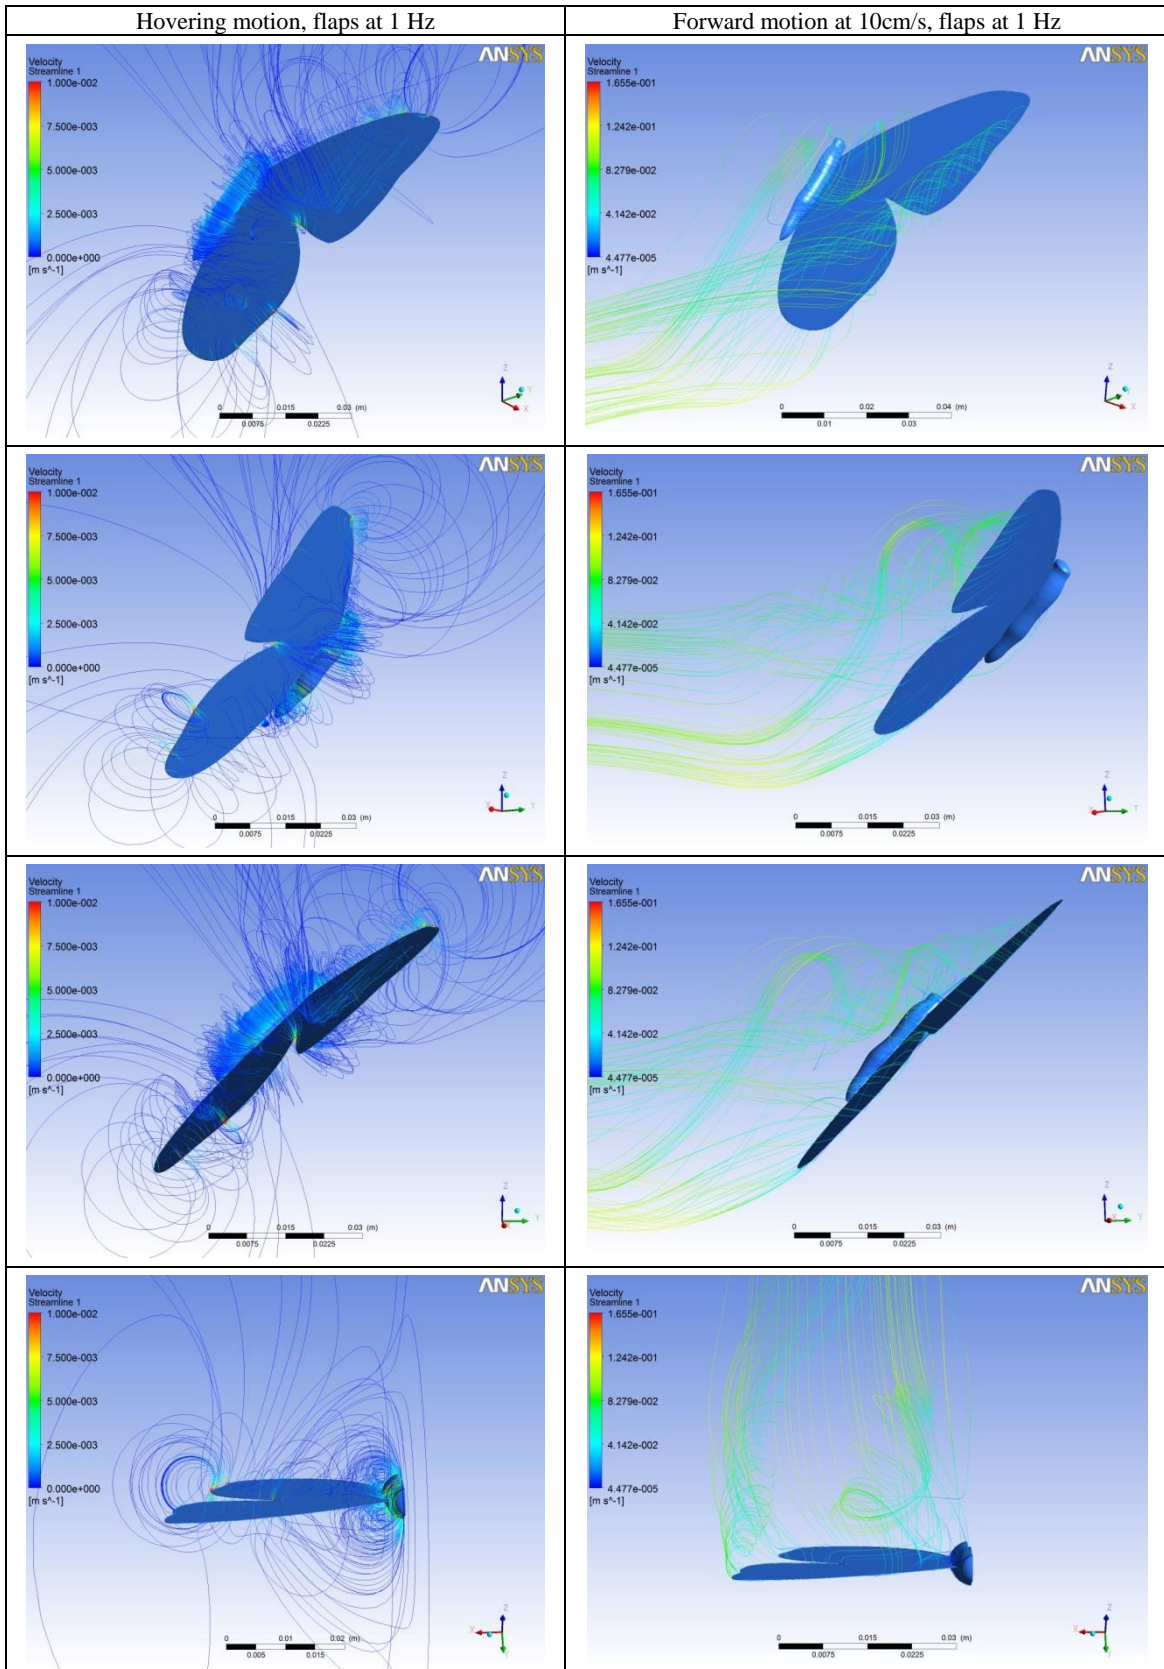 Hovering motion, flaps at 1 Hz
Forward motion at 10cm/s, flaps at 1 Hz
ANSYS
Velocity
Streamline 1
1.000e-002
7.500e-003
5.000e-003
2.500e-003
0.000e+000
[m s^-1]
0 0.015 0.03 (m)
0.0075 0.0225
Z
Y
X
ANSYS
Velocity
Streamline 1
1.655e-001
1.242e-001
8.279e-002
4.142e-002
4.477e-005
[m s^-1]
0 0.02 0.04 (m)
0.01 0.03
Z
Y
X
ANSYS
Velocity
Streamline 1
1.000e-002
7.500e-003
5.000e-003
2.500e-003
0.000e+000
[m s^-1]
0 0.015 0.03 (m)
0.0075 0.0225
Z
X Y
ANSYS
Velocity
Streamline 1
1.655e-001
1.242e-001
8.279e-002
4.142e-002
4.477e-005
[m s^-1]
0 0.015 0.03 (m)
0.0075 0.0225
Z
X Y
ANSYS
Velocity
Streamline 1
1.000e-002
7.500e-003
5.000e-003
2.500e-003
0.000e+000
[m s^-1]
0 0.015 0.03 (m)
0.0075 0.0225
Z
X Y
ANSYS
Velocity
Streamline 1
1.655e-001
1.242e-001
8.279e-002
4.142e-002
4.477e-005
[m s^-1]
0 0.015 0.03 (m)
0.0075 0.0225
Z
X Y
ANSYS
Velocity
Streamline 1
1.000e-002
7.500e-003
5.000e-003
2.500e-003
0.000e+000
[m s^-1]
0 0.01 0.02 (m)
0.005 0.015
Z
X
Y
ANSYS
Velocity
Streamline 1
1.655e-001
1.242e-001
8.279e-002
4.142e-002
4.477e-005
[m s^-1]
0 0.015 0.03 (m)
0.0075 0.0225
Z
X
Y